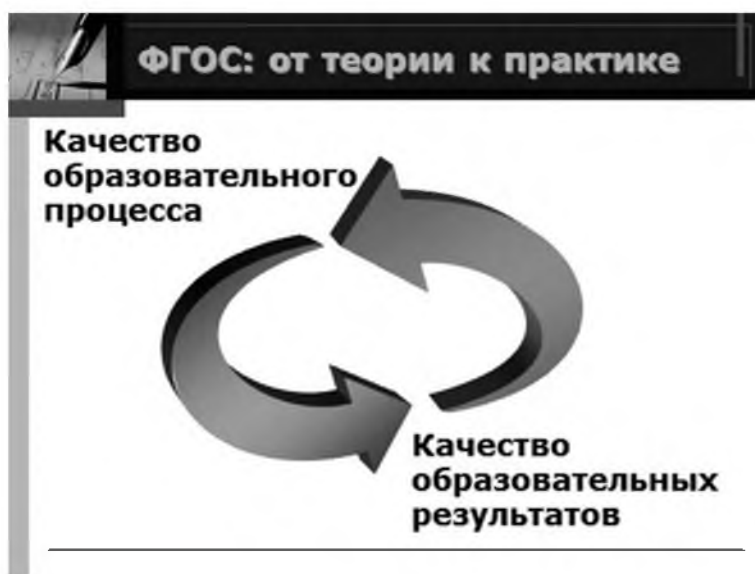 ФГОС: от теории к практике
Качество
образовательного
процесса
Качество
образовательных
результатов